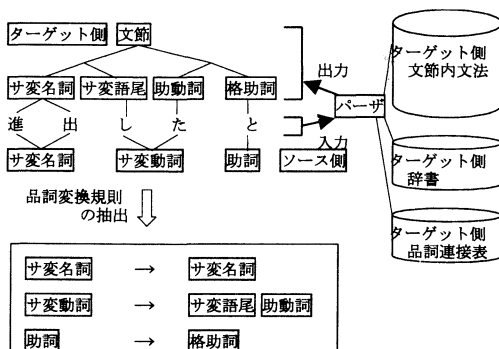 ターゲット側 文節
サ変名詞 サ変語尾 助動詞 格助詞
進 出 し た と
サ変名詞 サ変動詞 助詞 ソース側
出力
パーザ
入力
ターゲット側
文節内文法
ターゲット側
辞書
ターゲット側
品詞連接表
品詞変換規則
の抽出
サ変名詞 → サ変名詞
サ変動詞 → サ変語尾 助動詞
助詞 → 格助詞